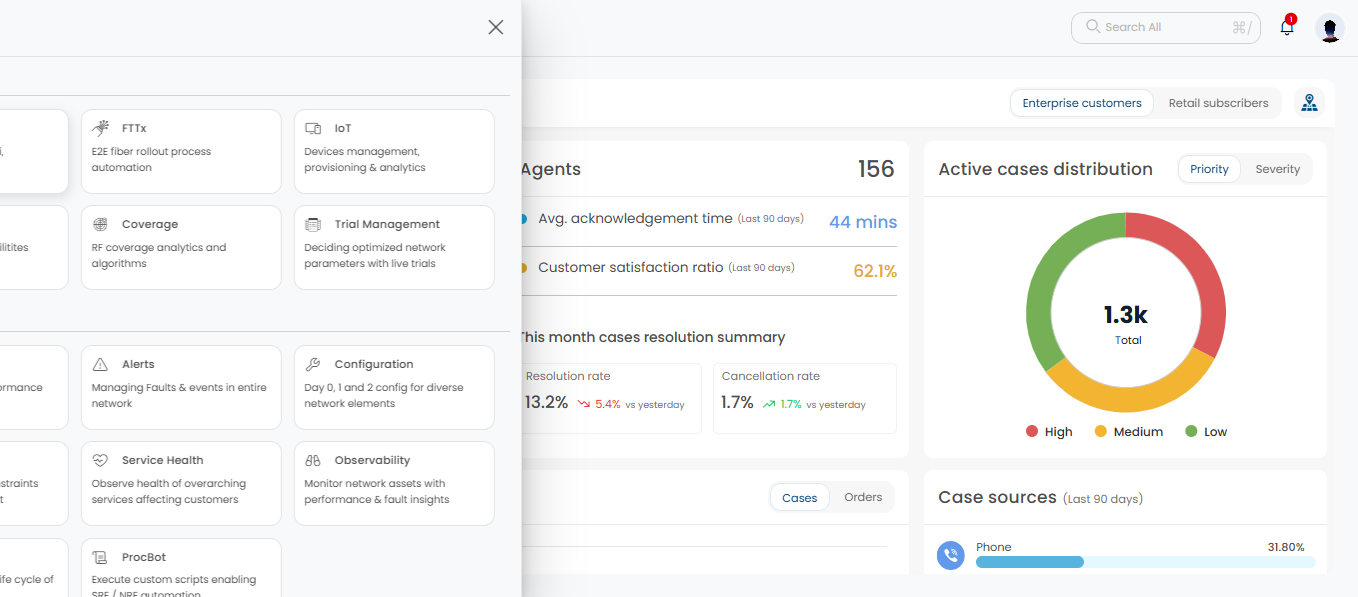 Search All
⌘/
1
Enterprise customers
Retail subscribers
FTTx
E2E fiber rollout process
automation
IoT
Devices management,
provisioning & analytics
Coverage
RF coverage analytics and
algorithms
Trial Management
Deciding optimized network
parameters with live trials
Alerts
Managing Faults & events in entire
network
Configuration
Day 0, 1 and 2 config for diverse
network elements
Service Health
Observe health of overarching
services affecting customers
Observability
Monitor network assets with
performance & fault insights
ife cycle of
ProcBot
Execute custom scripts enabling
Agents
156
Avg. acknowledgement time (Last 90 days)
44 mins
Customer satisfaction ratio (Last 90 days)
62.1%
This month cases resolution summary
Resolution rate
13.2% 5.4% vs yesterday
Cancellation rate
1.7% 1.7% vs yesterday
Cases
Orders
Active cases distribution
Priority
Severity
1.3k
Total
High
Medium
Low
Case sources (Last 90 days)
Phone
31.80%